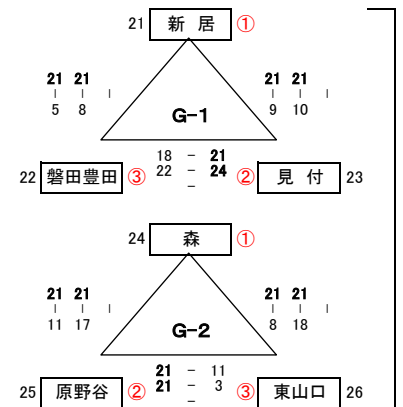 21 新 居 ①
21 21 21 21
| | | | | |
5 8 9 10
G-1
18 - 21
22 磐田豊田 ③ 22 - 24 ② 見 付 23
-
24 森 ①
21 21 21 21
| | | | | |
11 17 8 18
G-2
21 - 11
25 原野谷 ② 21 - 3 ③ 東山口 26
-